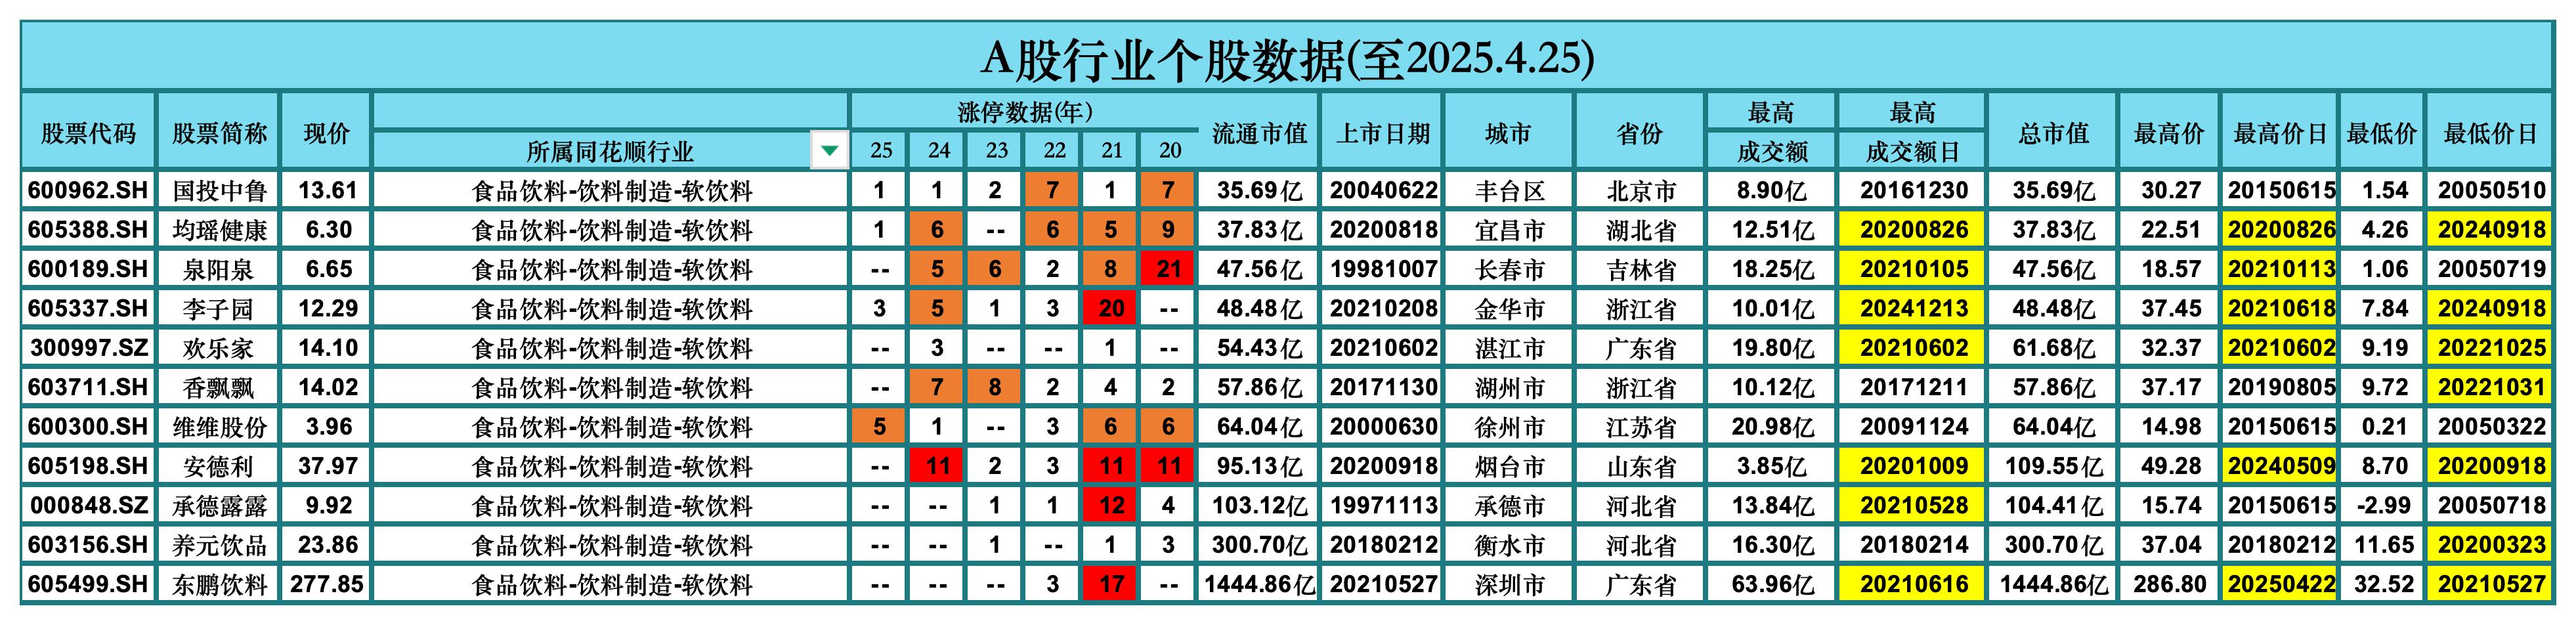 A股行业个股数据(至2025.4.25)
股票代码 股票简称 现价 所属同花顺行业 涨停数据(年) 25 24 23 22 21 20 流通市值 上市日期 城市 省份 最高成交额 最高成交额日 总市值 最高价 最高价日 最低价 最低价日
600962.SH 国投中鲁 13.61 食品饮料-饮料制造-软饮料 1 1 2 7 1 7 35.69亿 20040622 丰台区 北京市 8.90亿 20161230 35.69亿 30.27 20150615 1.54 20050510
605388.SH 均瑶健康 6.30 食品饮料-饮料制造-软饮料 1 6 -- 6 5 9 37.83亿 20200818 宜昌市 湖北省 12.51亿 20200826 37.83亿 22.51 20200826 4.26 20240918
600189.SH 泉阳泉 6.65 食品饮料-饮料制造-软饮料 -- 5 6 2 8 21 47.56亿 19981007 长春市 吉林省 18.25亿 20210105 47.56亿 18.57 20210113 1.06 20050719
605337.SH 李子园 12.29 食品饮料-饮料制造-软饮料 3 5 1 3 20 -- 48.48亿 20210208 金华市 浙江省 10.01亿 20241213 48.48亿 37.45 20210618 7.84 20240918
300997.SZ 欢乐家 14.10 食品饮料-饮料制造-软饮料 -- 3 -- -- 1 -- 54.43亿 20210602 湛江市 广东省 19.80亿 20210602 61.68亿 32.37 20210602 9.19 20221025
603711.SH 香飘飘 14.02 食品饮料-饮料制造-软饮料 -- 7 8 2 4 2 57.86亿 20171130 湖州市 浙江省 10.12亿 20171211 57.86亿 37.17 20190805 9.72 20221031
600300.SH 维维股份 3.96 食品饮料-饮料制造-软饮料 5 1 -- 3 6 6 64.04亿 20000630 徐州市 江苏省 20.98亿 20091124 64.04亿 14.98 20150615 0.21 20050322
605198.SH 安德利 37.97 食品饮料-饮料制造-软饮料 -- 11 2 3 11 11 95.13亿 20200918 烟台市 山东省 3.85亿 20201009 109.55亿 49.28 20240509 8.70 20200918
000848.SZ 承德露露 9.92 食品饮料-饮料制造-软饮料 -- -- 1 1 12 4 103.12亿 19971113 承德市 河北省 13.84亿 20210528 104.41亿 15.74 20150615 -2.99 20050718
603156.SH 养元饮品 23.86 食品饮料-饮料制造-软饮料 -- -- 1 -- 1 3 300.70亿 20180212 衡水市 河北省 16.30亿 20180214 300.70亿 37.04 20180212 11.65 20200323
605499.SH 东鹏饮料 277.85 食品饮料-饮料制造-软饮料 -- -- -- 3 17 -- 1444.86亿 20210527 深圳市 广东省 63.96亿 20210616 1444.86亿 286.80 20250422 32.52 20210527